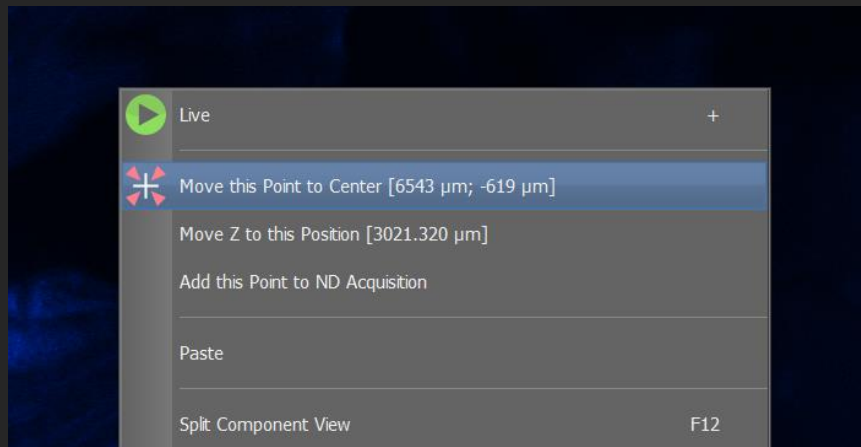 Live +
Move this Point to Center [6543 µm; -619 µm]
Move Z to this Position [3021.320 µm]
Add this Point to ND Acquisition
Paste
Split Component View F12